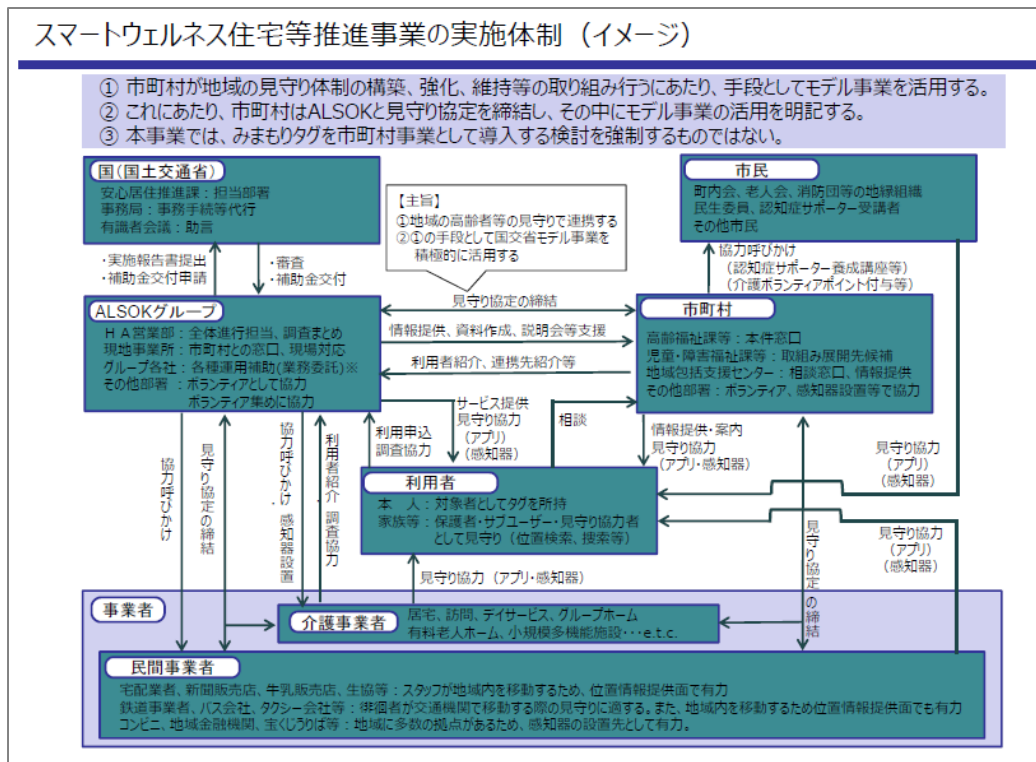 スマートウェルネス住宅等推進事業の実施体制（イメージ）
① 市町村が地域の見守り体制の構築、強化、維持等の取り組み行うにあたり、手段としてモデル事業を活用する。
② これにあたり、市町村はALSOKと見守り協定を締結し、その中にモデル事業の活用を明記する。
③ 本事業では、みまもりタグを市町村事業として導入する検討を強制するものではない。
国（国土交通省）
安心居住推進課：担当部署
事務局：事務手続等代行
有識者会議：助言
【主旨】
①地域の高齢者等の見守りで連携する
②①の手段として国交省モデル事業を
積極的に活用する
市民
町内会、老人会、消防団等の地縁組織
民生委員、認知症サポーター受講者
その他市民
・実施報告書提出
・補助金交付申請
・審査
・補助金交付
協力呼びかけ
（認知症サポーター養成講座等）
（介護ボランティアポイント付与等）
ALSOKグループ
ＨＡ営業部：全体進行担当、調査まとめ
現地事業所：市町村との窓口、現場対応
グループ各社：各種運用補助(業務委託)※
その他部署：ボランティアとして協力
ボランティア集めに協力
見守り協定の締結
情報提供、資料作成、説明会等支援
利用者紹介、連携先紹介等
市町村
高齢福祉課等：本件窓口
児童・障害福祉課等：取組み展開先候補
地域包括支援センター：相談窓口、情報提供
その他部署：ボランティア、感知器設置等で協力
協力呼びかけ
見守り協定の締結
協力呼びかけ 感知器設置
利用者紹介 調査協力
利用申込
調査協力
サービス提供
見守り協力
（アプリ）
（感知器）
相談
情報提供・案内
見守り協力
（アプリ・感知器）
見守り協力
（アプリ）
（感知器）
利用者
本　人：対象者としてタグを所持
家族等：保護者・サブユーザー・見守り協力者
として見守り（位置検索、捜索等）
見守り協力（アプリ・感知器）
見守り協定の締結
見守り協力
（アプリ）
（感知器）
事業者
介護事業者
居宅、訪問、デイサービス、グループホーム
有料老人ホーム、小規模多機能施設・・・e.t.c.
民間事業者
宅配業者、新聞販売店、牛乳販売店、生協等：スタッフが地域内を移動するため、位置情報提供面で有力
鉄道事業者、バス会社、タクシー会社等：徘徊者が交通機関で移動する際の見守りに適する。また、地域内を移動するため位置情報提供面でも有力
コンビニ、地域金融機関、宝くじうりば等：地域に多数の拠点があるため、感知器の設置先として有力。